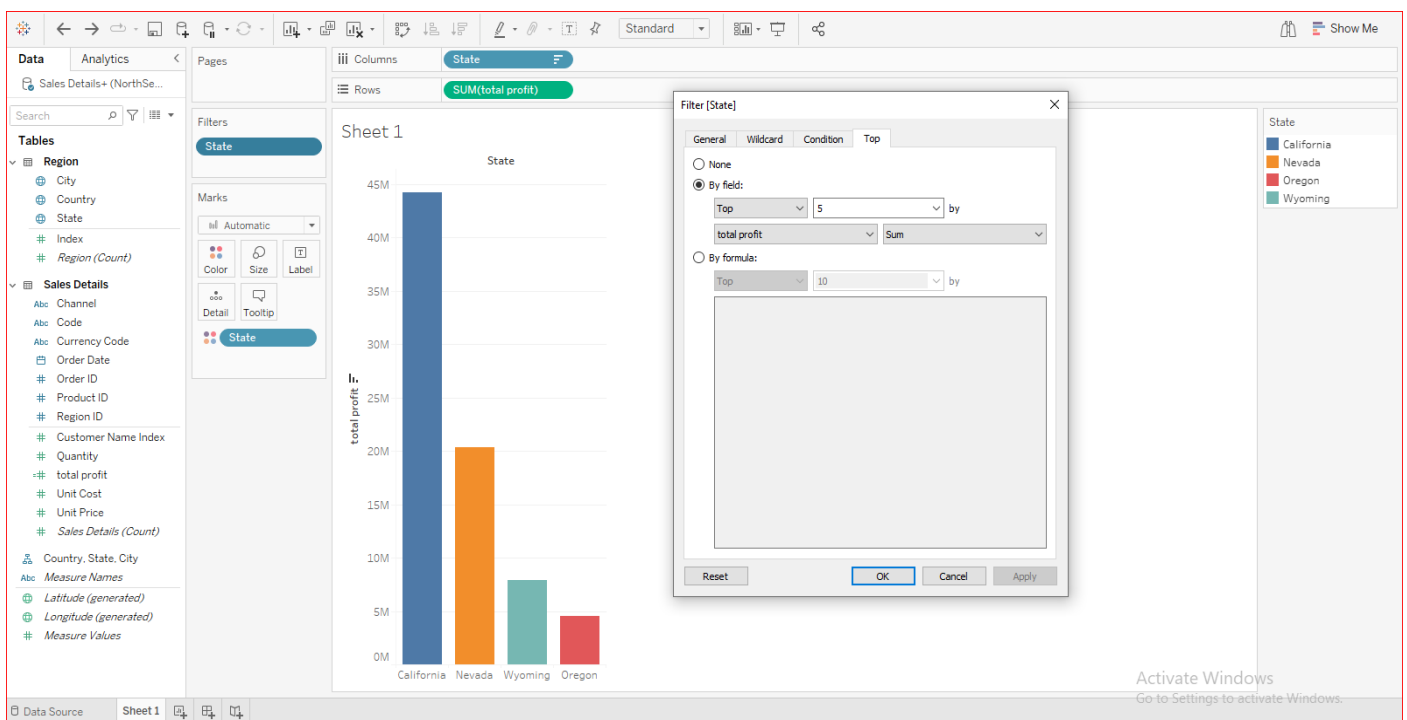 Standard
Show Me
Data Analytics
Sales Details+ (NorthSe...
Search
Tables
Region
City
Country
State
Index
Region (Count)
Sales Details
Abc Channel
Abc Code
Abc Currency Code
Order Date
Order ID
Product ID
Region ID
Customer Name Index
Quantity
total profit
Unit Cost
Unit Price
Sales Details (Count)
Country, State, City
Abc Measure Names
Latitude (generated)
Longitude (generated)
Measure Values
Pages
Filters
State
Marks
Automatic
Color Size Label
Detail Tooltip
State
Columns State
Rows SUM(total profit)
Sheet 1
State
45M
40M
35M
30M
25M
20M
15M
10M
5M
0M
total profit
California Nevada Wyoming Oregon
Filter [State]
General Wildcard Condition Top
None
By field:
Top 5 by
total profit Sum
By formula:
Top 10 by
Reset OK Cancel Apply
State
California
Nevada
Oregon
Wyoming
Activate Windows
Go to Settings to activate Windows.
Data Source Sheet 1